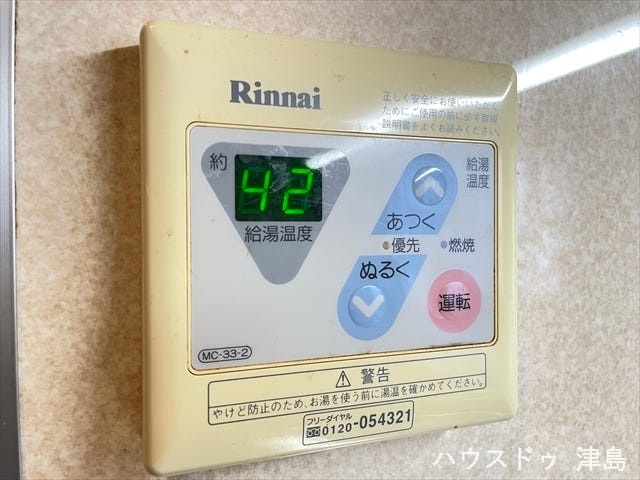 Rinnai
正しく安全にお使いいただく
ためにご使用の前に必ず取扱
説明書をよくお読みください。
約
42
給湯温度
給湯
温度
あつく
優先
燃焼
ぬるく
運転
MC-33-2
⚠ 警告
やけど防止のため、お湯を使う前に湯温を確かめてください。
フリーダイヤル
0120-054321
ハウスドゥ 津島